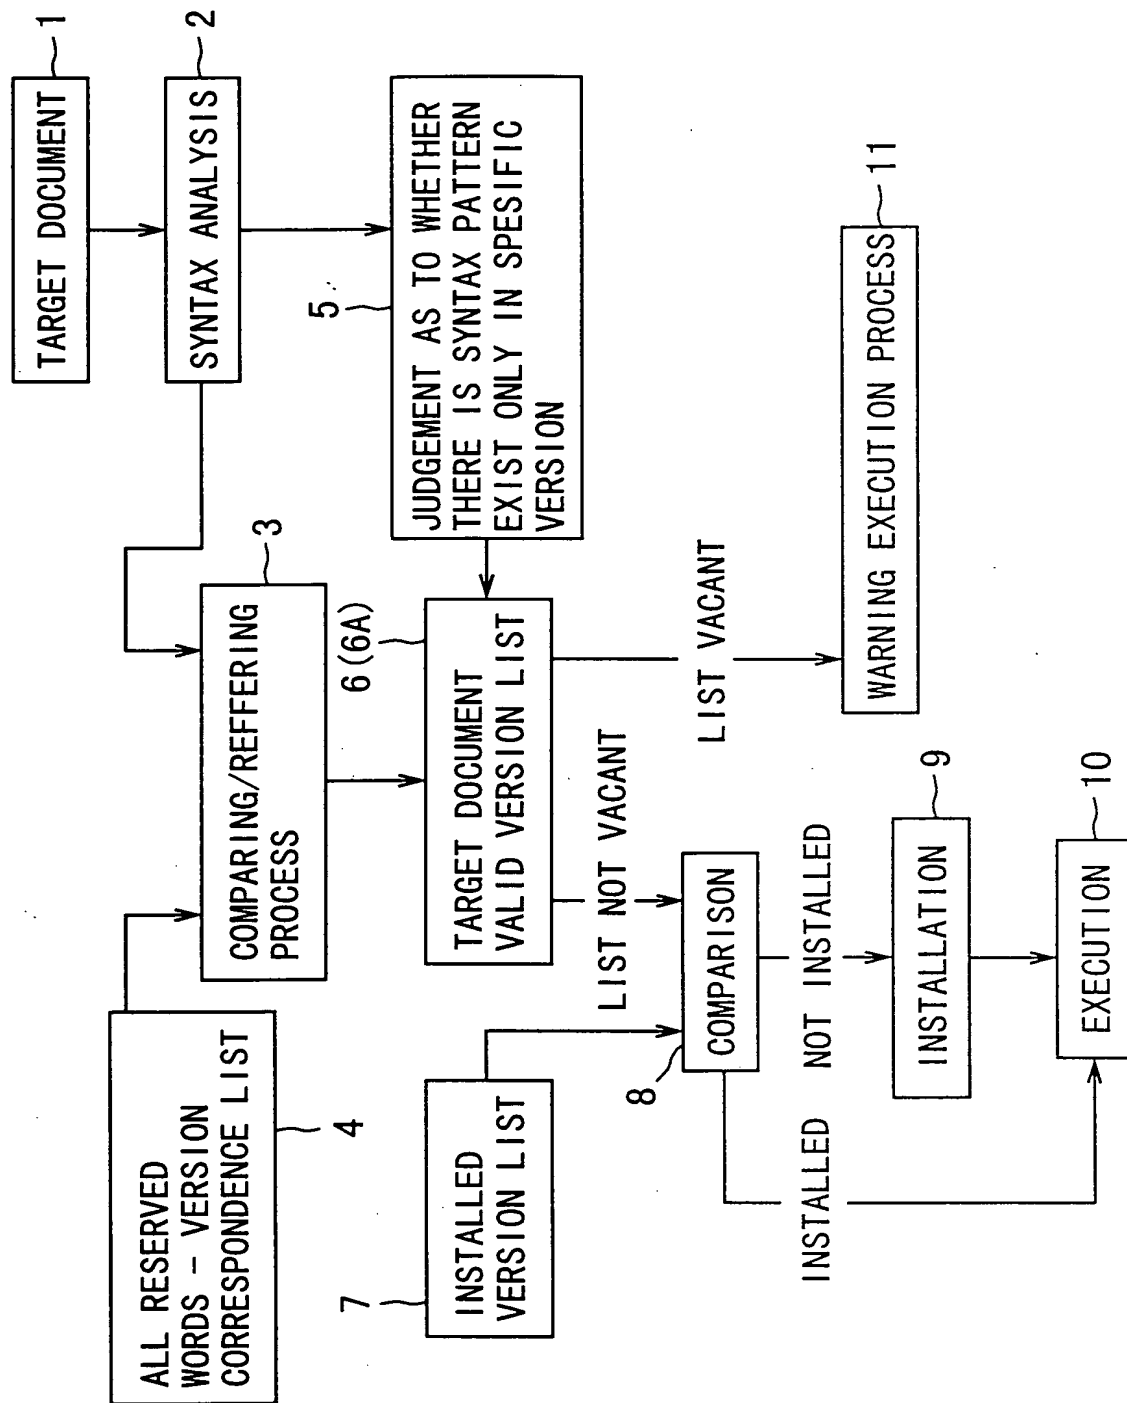 TARGET DOCUMENT
1
SYNTAX ANALYSIS
2
ALL RESERVED
WORDS - VERSION
CORRESPONDENCE LIST
4
COMPARING/REFFERING
PROCESS
3
5
JUDGEMENT AS TO WHETHER
THERE IS SYNTAX PATTERN
EXIST ONLY IN SPESIFIC
VERSION
6(6A)
TARGET DOCUMENT
VALID VERSION LIST
7
INSTALLED
VERSION LIST
LIST NOT VACANT
LIST VACANT
8
COMPARISON
INSTALLED
NOT INSTALLED
INSTALLATION
9
EXECUTION
10
WARNING EXECUTION PROCESS
11